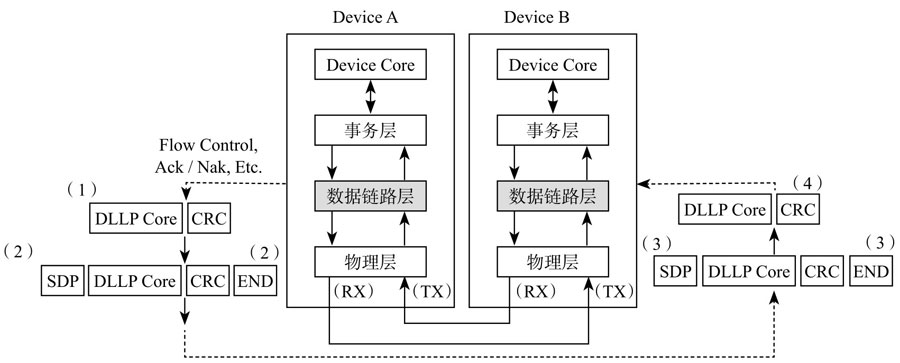 Device A
Device B
Device Core
Device Core
事务层
事务层
Flow Control,
Ack / Nak, Etc.
数据链路层
数据链路层
(1)
DLLP Core
CRC
(4)
DLLP Core
CRC
(2)
(2)
物理层
物理层
(3)
(3)
SDP
DLLP Core
CRC
END
SDP
DLLP Core
CRC
END
(RX)
(TX)
(RX)
(TX)